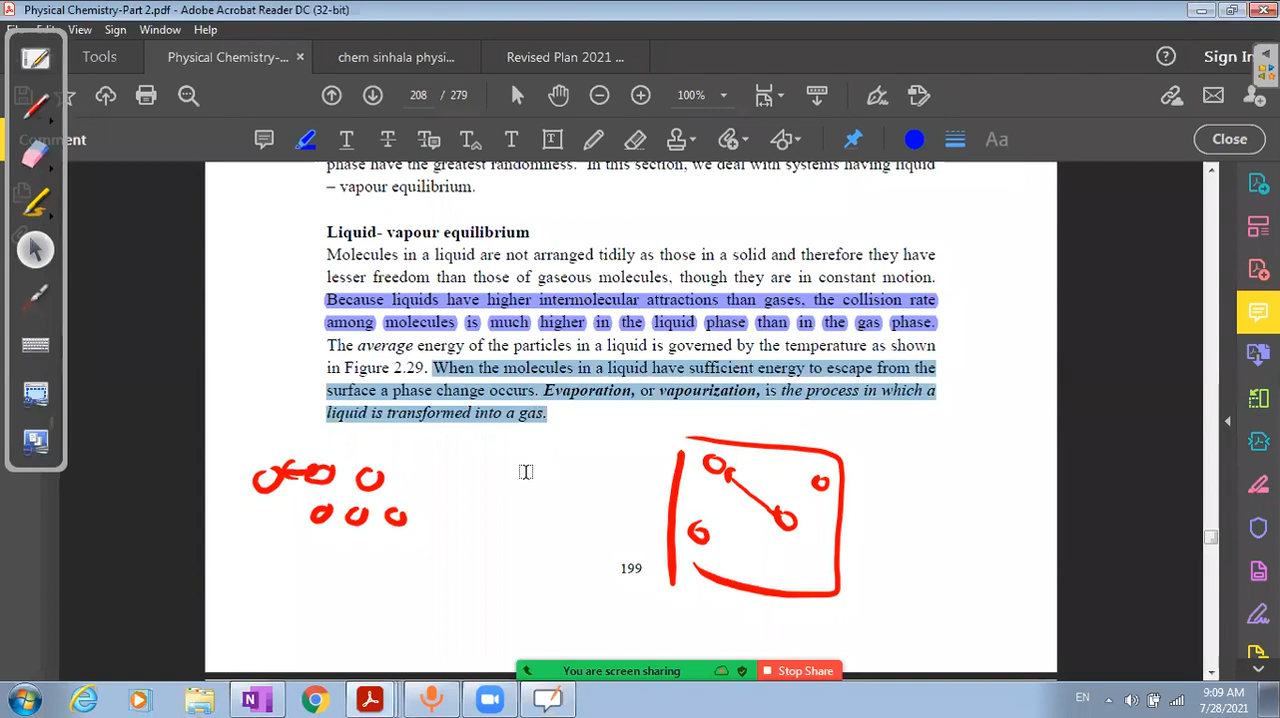 Physical Chemistry-Part 2.pdf - Adobe Acrobat Reader DC (32-bit)
View Sign Window Help
Tools Physical Chemistry-... × chem sinhala physi... Revised Plan 2021 ... Sign In
208 / 279 100%
Comment Aa Close
phase have the greatest randomness. In this section, we deal with systems having liquid
– vapour equilibrium.
Liquid- vapour equilibrium
Molecules in a liquid are not arranged tidily as those in a solid and therefore they have
lesser freedom than those of gaseous molecules, though they are in constant motion.
Because liquids have higher intermolecular attractions than gases, the collision rate
among molecules is much higher in the liquid phase than in the gas phase.
The average energy of the particles in a liquid is governed by the temperature as shown
in Figure 2.29. When the molecules in a liquid have sufficient energy to escape from the
surface a phase change occurs. Evaporation, or vapourization, is the process in which a
liquid is transformed into a gas.
199
You are screen sharing Stop Share
EN 9:09 AM
7/28/2021